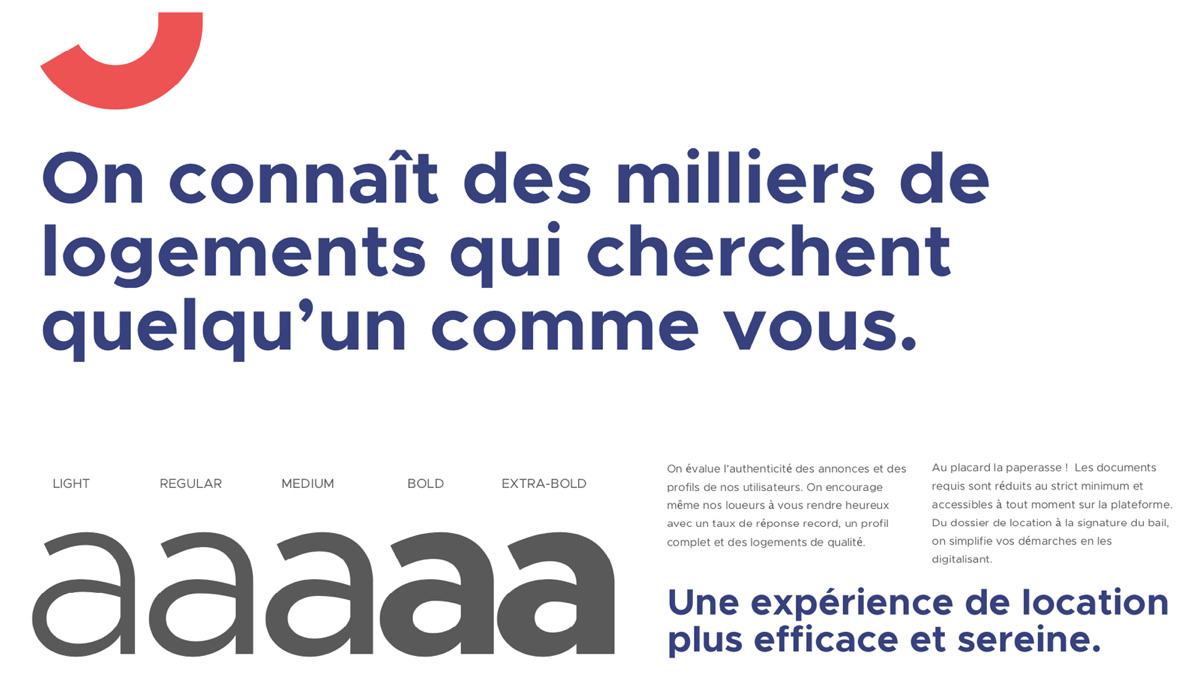 On connaît des milliers de
logements qui cherchent
quelqu’un comme vous.
LIGHT REGULAR MEDIUM BOLD EXTRA-BOLD
aaaaa
On évalue l’authenticité des annonces et des
profils de nos utilisateurs. On encourage
même nos loueurs à vous rendre heureux
avec un taux de réponse record, un profil
complet et des logements de qualité.
Au placard la paperasse ! Les documents
requis sont réduits au strict minimum et
accessibles à tout moment sur la plateforme.
Du dossier de location à la signature du bail,
on simplifie vos démarches en les
digitalisant.
Une expérience de location
plus efficace et sereine.